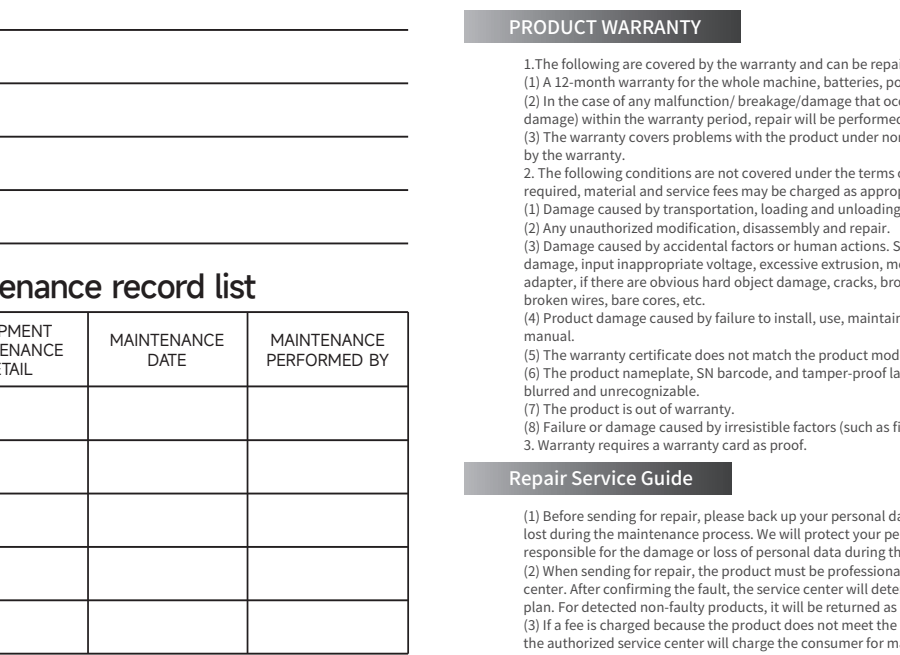 enance record list
PMENT
ENANCE
TAIL
MAINTENANCE
DATE
MAINTENANCE
PERFORMED BY
PRODUCT WARRANTY
1.The following are covered by the warranty and can be repai
(1) A 12-month warranty for the whole machine, batteries, po
(2) In the case of any malfunction/ breakage/damage that occ
damage) within the warranty period, repair will be performed
(3) The warranty covers problems with the product under nor
by the warranty.
2. The following conditions are not covered under the terms o
required, material and service fees may be charged as approp
(1) Damage caused by transportation, loading and unloading
(2) Any unauthorized modification, disassembly and repair.
(3) Damage caused by accidental factors or human actions. S
damage, input inappropriate voltage, excessive extrusion, mo
adapter, if there are obvious hard object damage, cracks, bro
broken wires, bare cores, etc.
(4) Product damage caused by failure to install, use, maintain
manual.
(5) The warranty certificate does not match the product mod
(6) The product nameplate, SN barcode, and tamper-proof la
blurred and unrecognizable.
(7) The product is out of warranty.
(8) Failure or damage caused by irresistible factors (such as fi
3. Warranty requires a warranty card as proof.
Repair Service Guide
(1) Before sending for repair, please back up your personal da
lost during the maintenance process. We will protect your pe
responsible for the damage or loss of personal data during th
(2) When sending for repair, the product must be professiona
center. After confirming the fault, the service center will dete
plan. For detected non-faulty products, it will be returned as
(3) If a fee is charged because the product does not meet the
the authorized service center will charge the consumer for ma